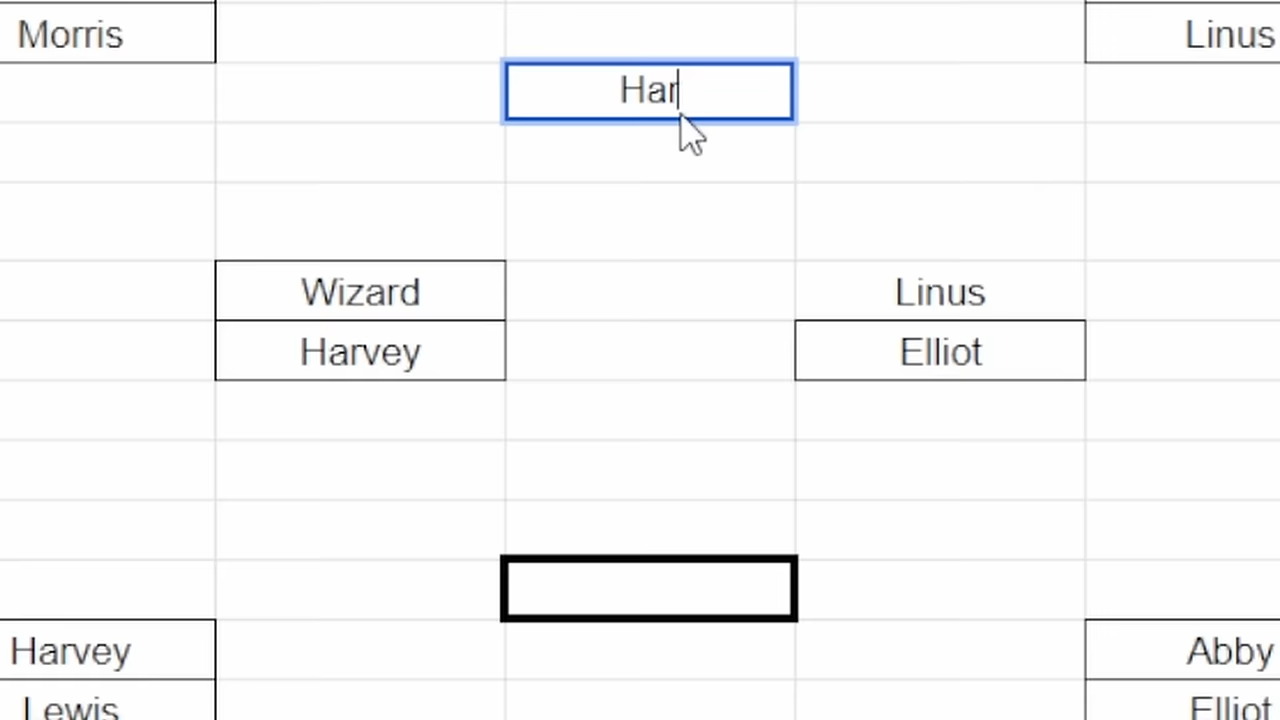 Morris
Linus
Har
Wizard
Linus
Harvey
Elliot
Harvey
Abby
Lewis
Elliot